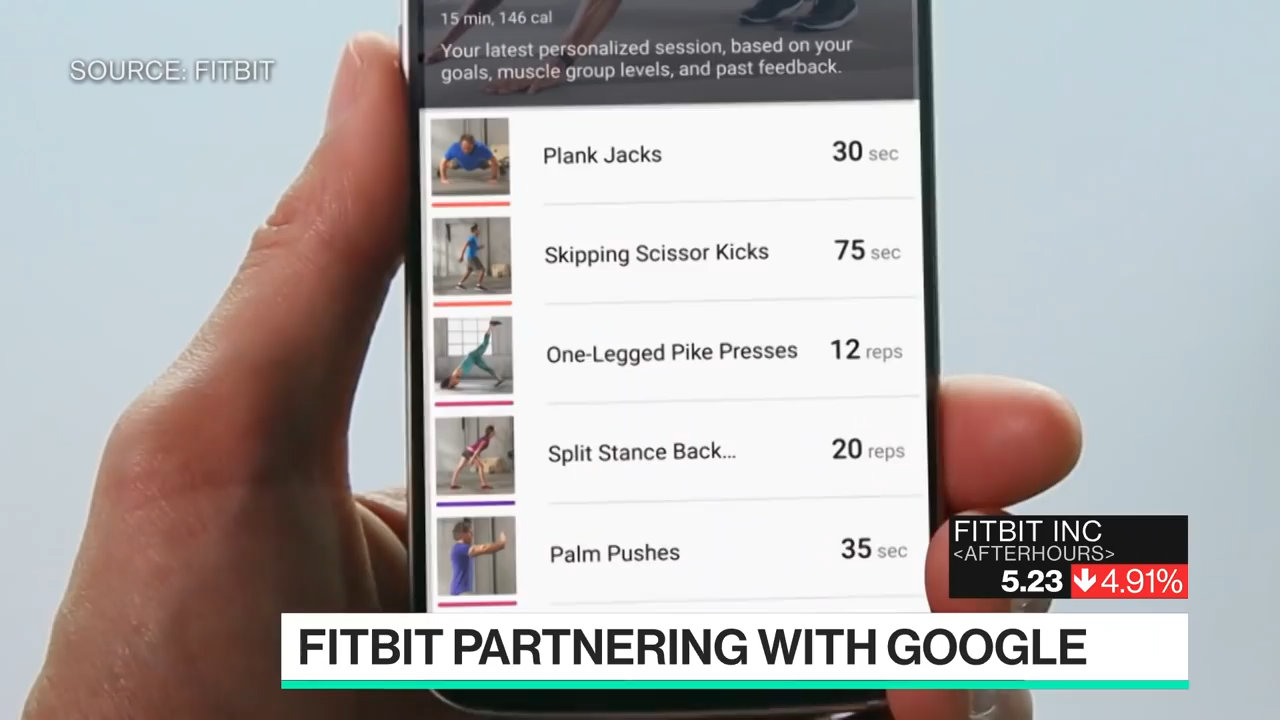 15 min, 146 cal
Your latest personalized session, based on your
goals, muscle group levels, and past feedback.
SOURCE: FITBIT
Plank Jacks 30 sec
Skipping Scissor Kicks 75 sec
One-Legged Pike Presses 12 reps
Split Stance Back... 20 reps
Palm Pushes 35 sec
FITBIT INC
<AFTERHOURS>
5.23 4.91%
FITBIT PARTNERING WITH GOOGLE